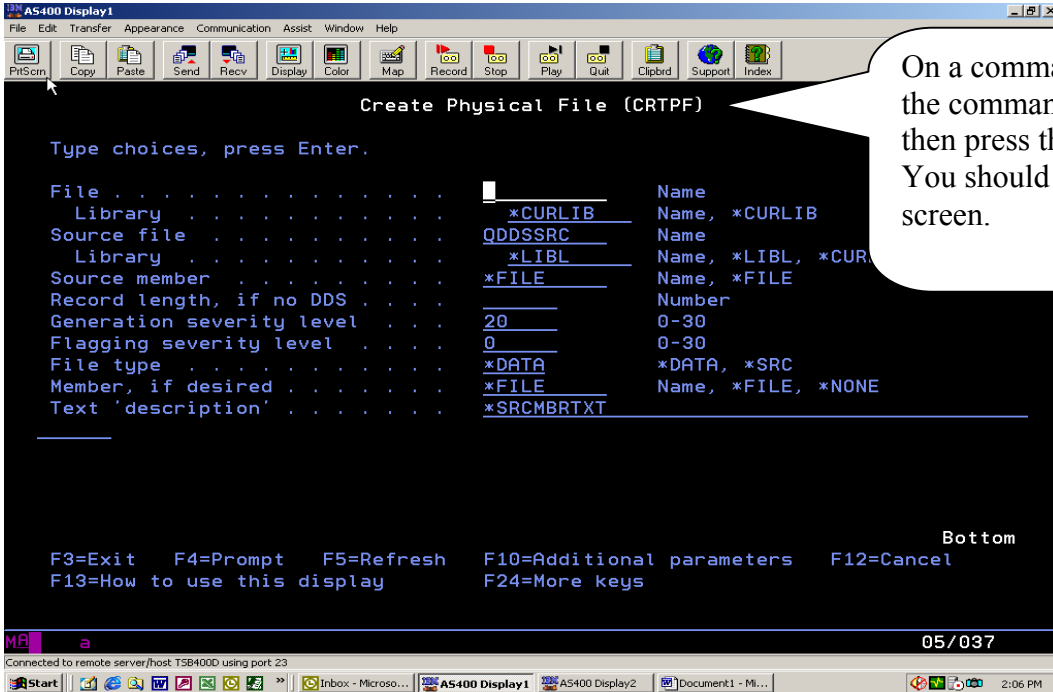 AS400 Display1
File Edit Transfer Appearance Communication Assist Window Help
PrtScrn Copy Paste Send Recv Display Color Map Record Stop Play Quit Clipbrd Support Index
On a
the
then press
You should
screen.
Create Physical File (CRTPF)
Type choices, press Enter.
File . . . . . . . . . . . . . . Name
Library . . . . . . . . . . . *CURLIB Name, *CURLIB
Source file . . . . . . . . . . QDDSSRC Name
Library . . . . . . . . . . . *LIBL Name, *LIBL,
Source member . . . . . . . . . *FILE Name, *FILE
Record length, if no DDS . . . . Number
Generation severity level . . . 20 0-30
Flagging severity level . . . . 0 0-30
File type . . . . . . . . . . . *DATA *DATA, *SRC
Member, if desired . . . . . . . *FILE Name, *FILE, *NONE
Text 'description' . . . . . . . *SRCMBRTXT
Bottom
F3=Exit F4=Prompt F5=Refresh F10=Additional parameters F12=Cancel
F13=How to use this display F24=More keys
MA a 05/037
Connected to remote server/host TSB400D using port 23
Start » Inbox - Microso... AS400 Display1 AS400 Display2 Document1 - Mi... 2:06 PM